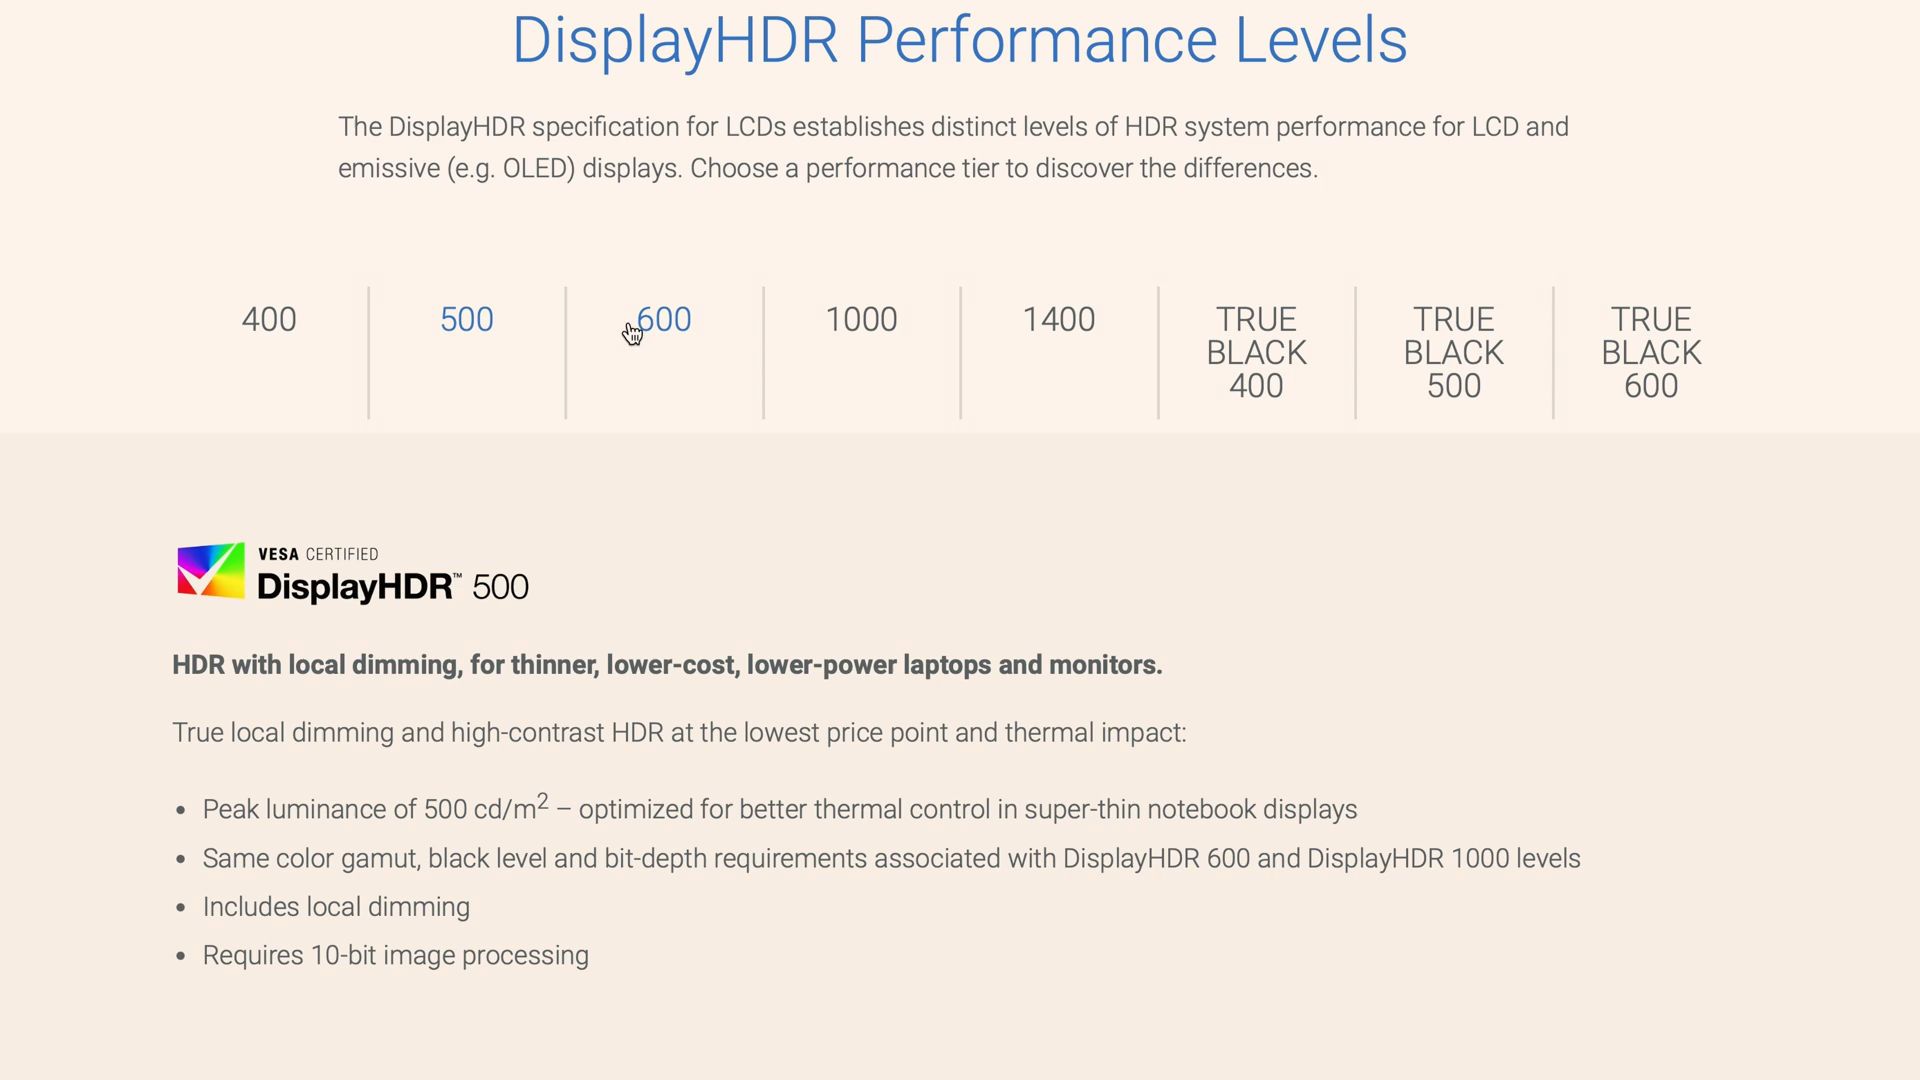 DisplayHDR Performance Levels
The DisplayHDR specification for LCDs establishes distinct levels of HDR system performance for LCD and
emissive (e.g. OLED) displays. Choose a performance tier to discover the differences.
400
500
600
1000
1400
TRUE
BLACK
400
TRUE
BLACK
500
TRUE
BLACK
600
VESA CERTIFIED
DisplayHDR™ 500
HDR with local dimming, for thinner, lower-cost, lower-power laptops and monitors.
True local dimming and high-contrast HDR at the lowest price point and thermal impact:
• Peak luminance of 500 cd/m² – optimized for better thermal control in super-thin notebook displays
• Same color gamut, black level and bit-depth requirements associated with DisplayHDR 600 and DisplayHDR 1000 levels
• Includes local dimming
• Requires 10-bit image processing